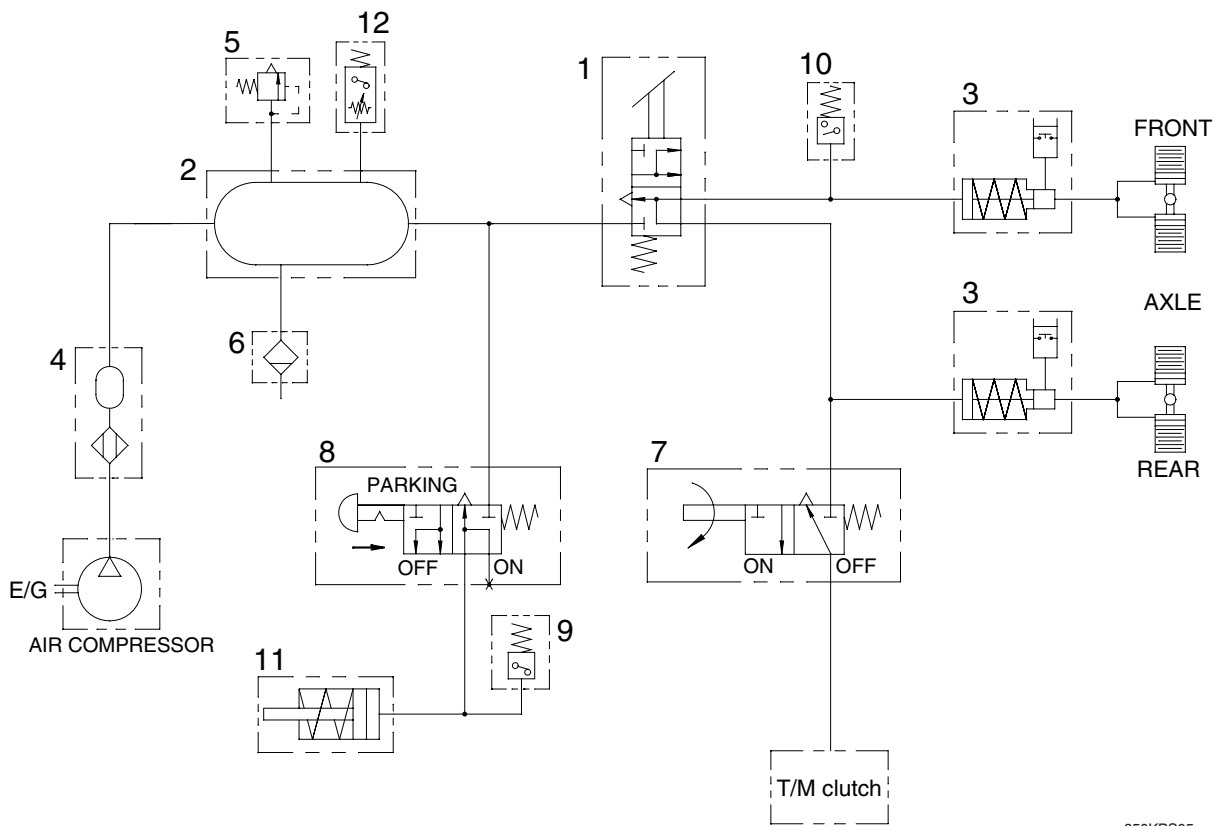 12
5
1
10
3
FRONT
2
3
AXLE
6
4
8
7
REAR
PARKING
OFF
ON
ON
OFF
E/G
9
AIR COMPRESSOR
11
T/M clutch